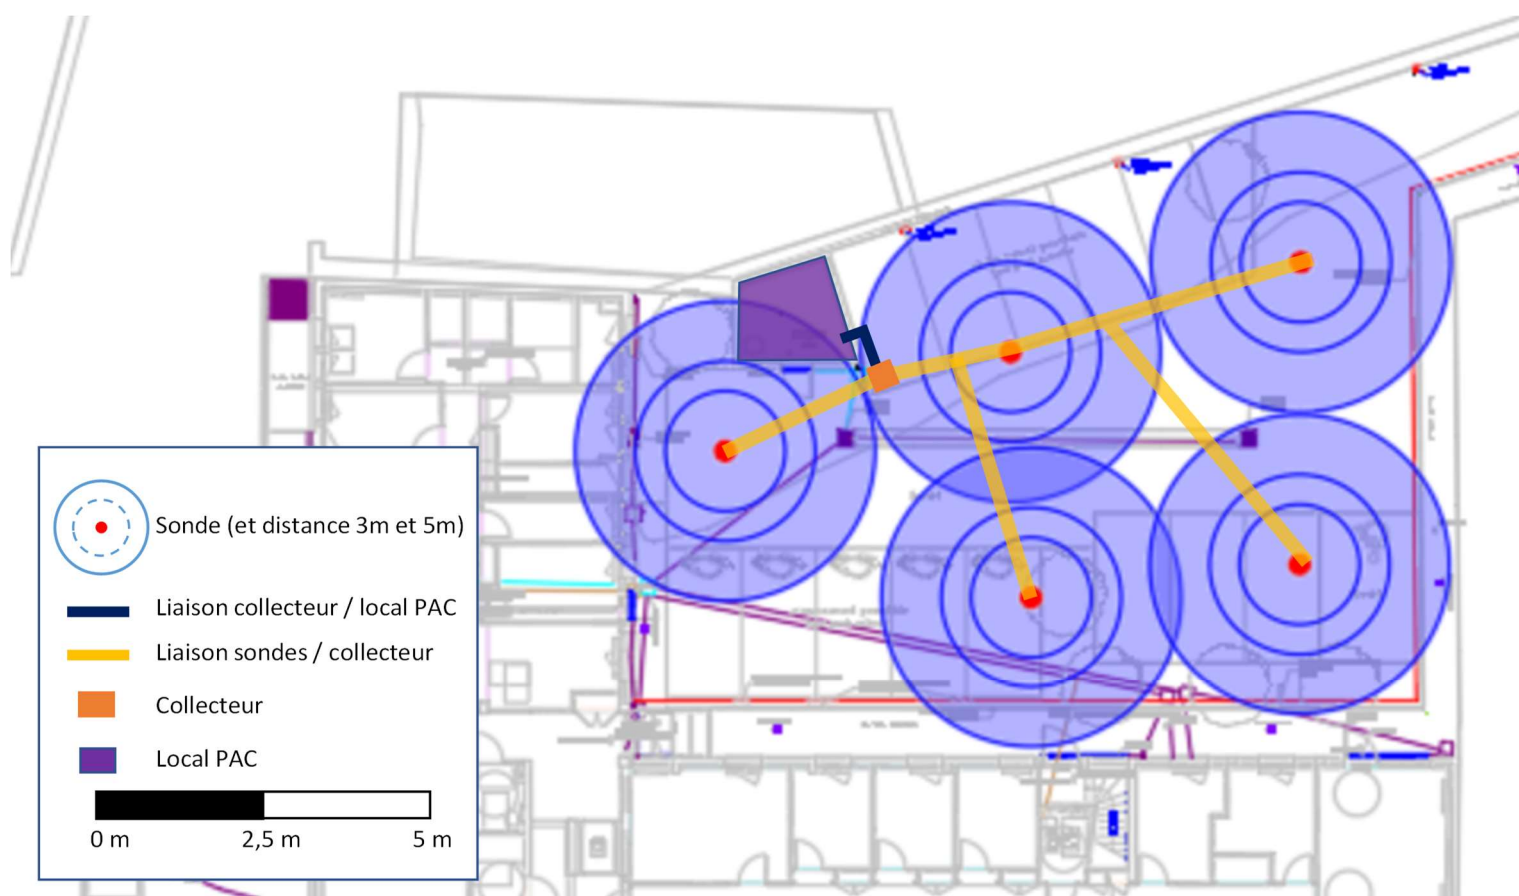 Sonde (et distance 3m et 5m)
Liaison collecteur / local PAC
Liaison sondes / collecteur
Collecteur
Local PAC
0 m 2,5 m 5 m